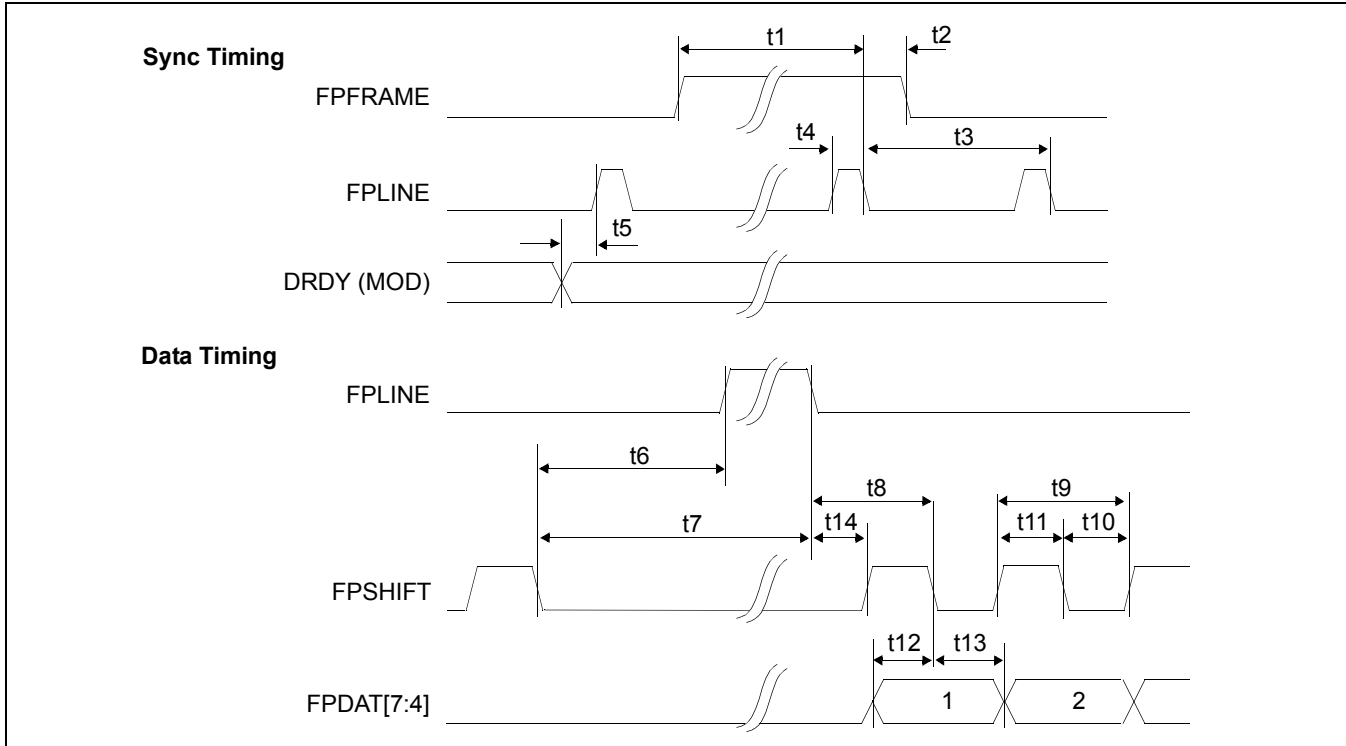 Sync Timing
t1
t2
FPFRAME
t4
t3
FPLINE
t5
DRDY (MOD)
Data Timing
FPLINE
t6
t8
t9
t7
t14
t11
t10
FPSHIFT
t12
t13
FPDAT[7:4]
1
2